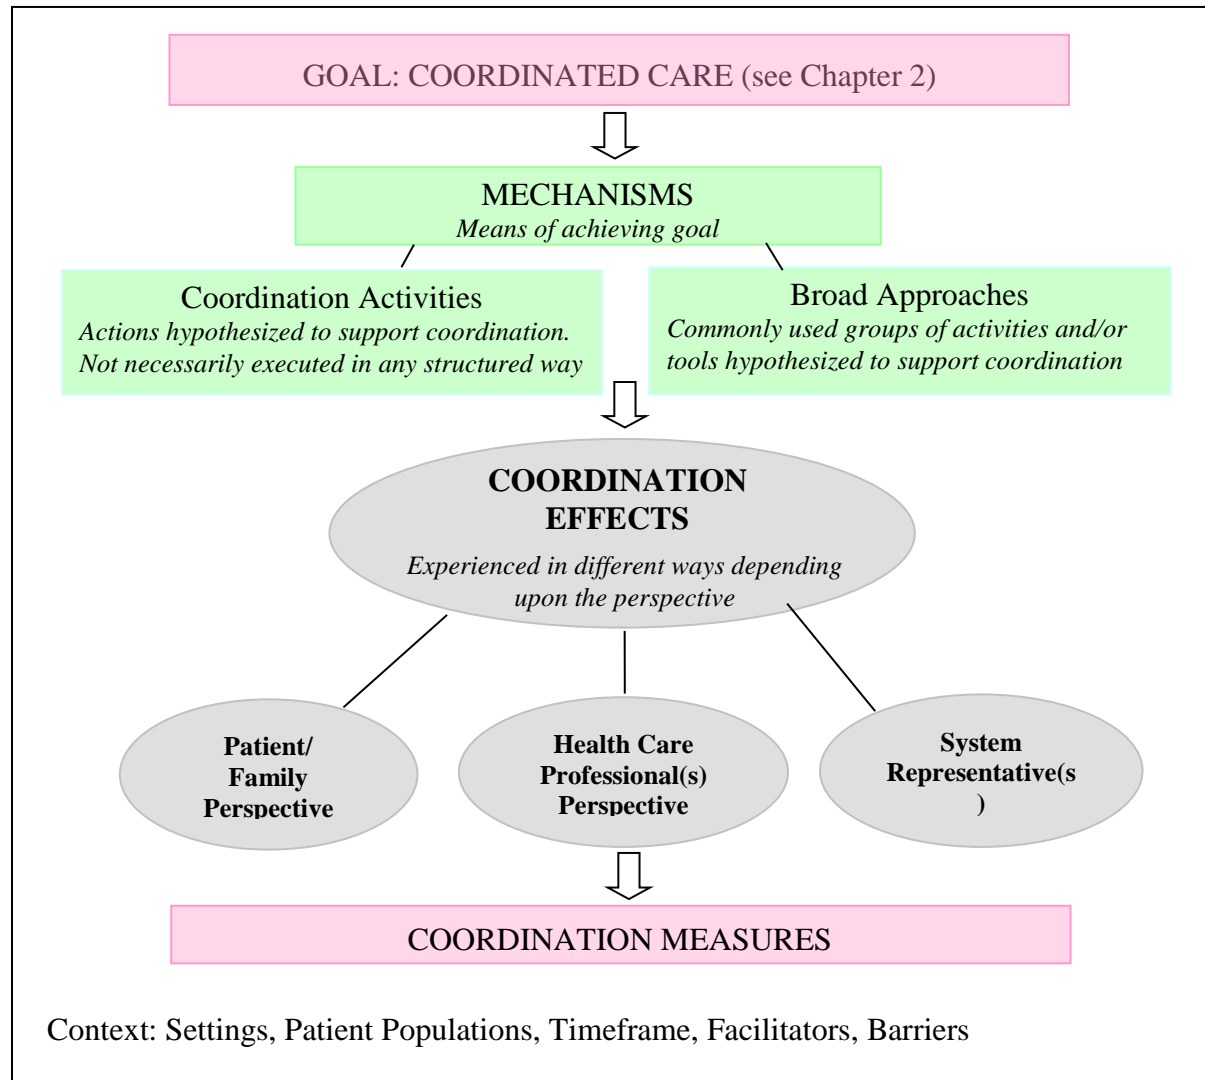 GOAL: COORDINATED CARE (see Chapter 2)
MECHANISMS
Means of achieving goal
Coordination Activities
Actions hypothesized to support coordination.
Not necessarily executed in any structured way
Broad Approaches
Commonly used groups of activities and/or
tools hypothesized to support coordination
COORDINATION
EFFECTS
Experienced in different ways depending
upon the perspective
Patient/
Family
Perspective
Health Care
Professional(s)
Perspective
System
Representative(s
)
COORDINATION MEASURES
Context: Settings, Patient Populations, Timeframe, Facilitators, Barriers